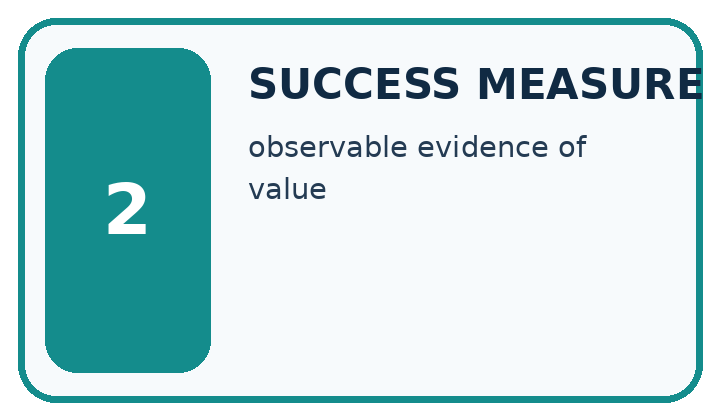 2
SUCCESS MEASURE
observable evidence of
value